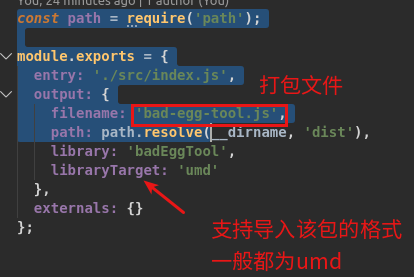 You, 24 minutes ago | 1 author (You)
const path = require('path');
module.exports = {
entry: './src/index.js',
打包文件
output: {
filename: 'bad-egg-tool.js',
path: path.resolve(__dirname, 'dist'),
library: 'badEggTool',
libraryTarget: 'umd'
},
externals: {}
支持导入该包的格式
一般都为umd
};